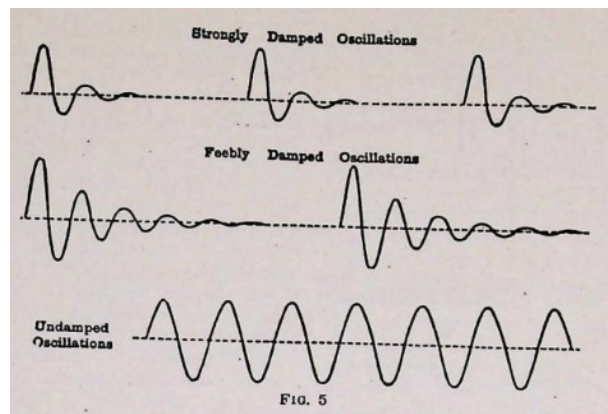 Strongly Damped Oscillations
Feebly Damped Oscillations
Undamped
Oscillations
FIG. 5